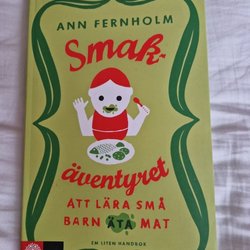 ANN FERNHOLM
Smak-
äventyret
ATT LÄRA SMÅ
BARN ÄTA MAT
EN LITEN HANDBOK